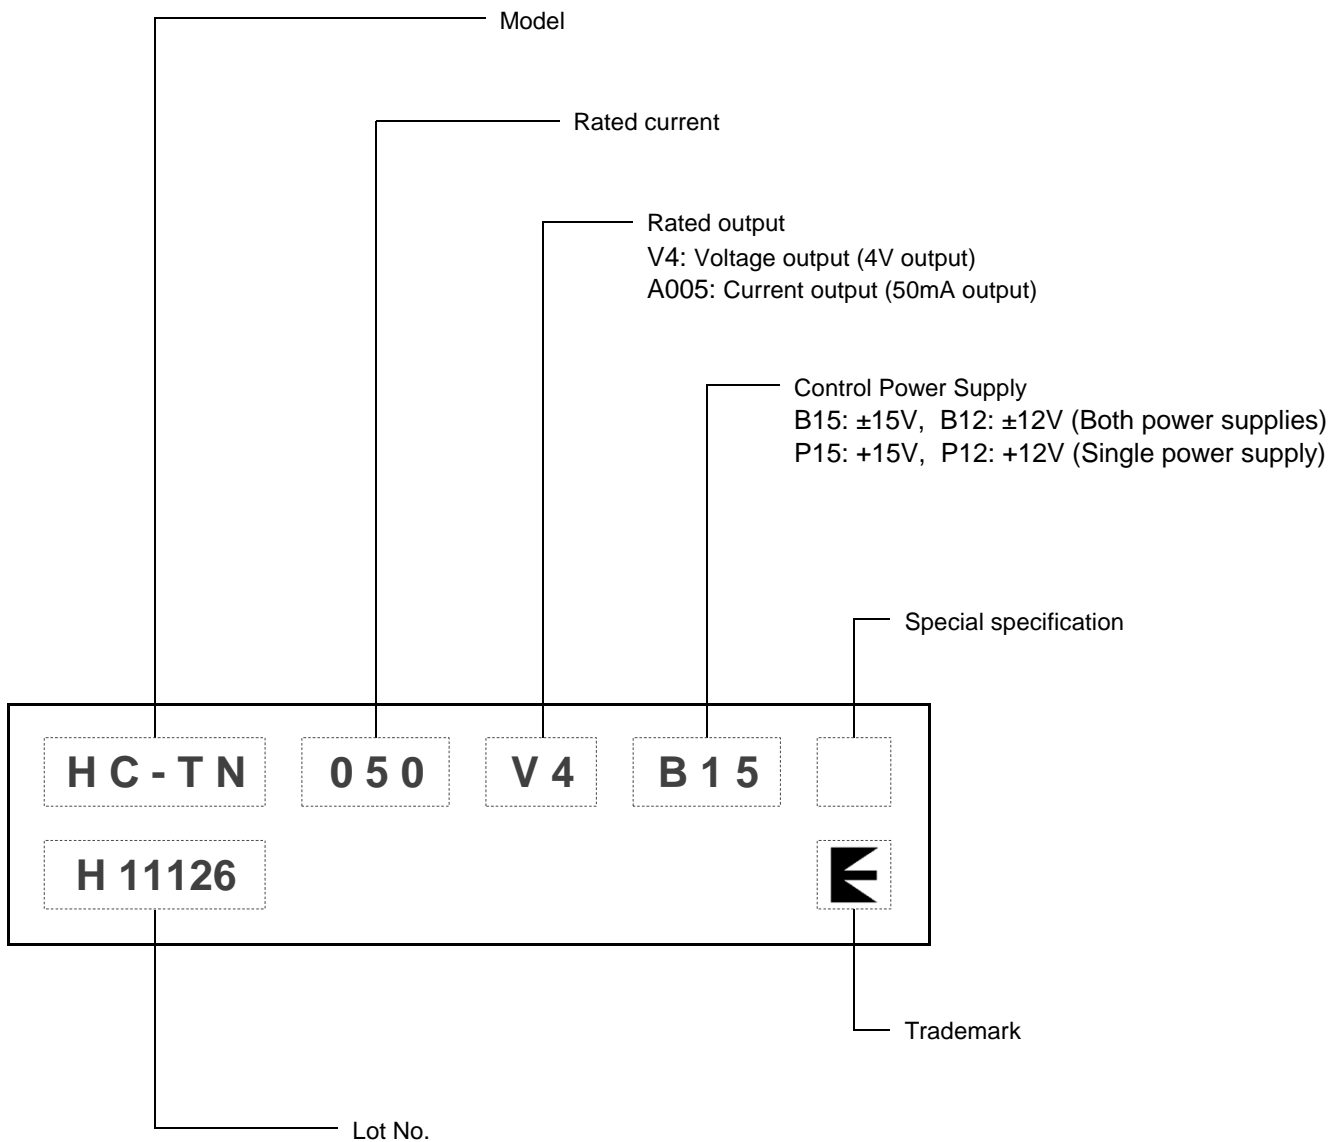 Model
Rated current
Rated output
V4: Voltage output (4V output)
A005: Current output (50mA output)
Control Power Supply
B15: ±15V, B12: ±12V (Both power supplies)
P15: +15V, P12: +12V (Single power supply)
Special specification
HC-TN 050 V4 B15
H 11126
Trademark
Lot No.